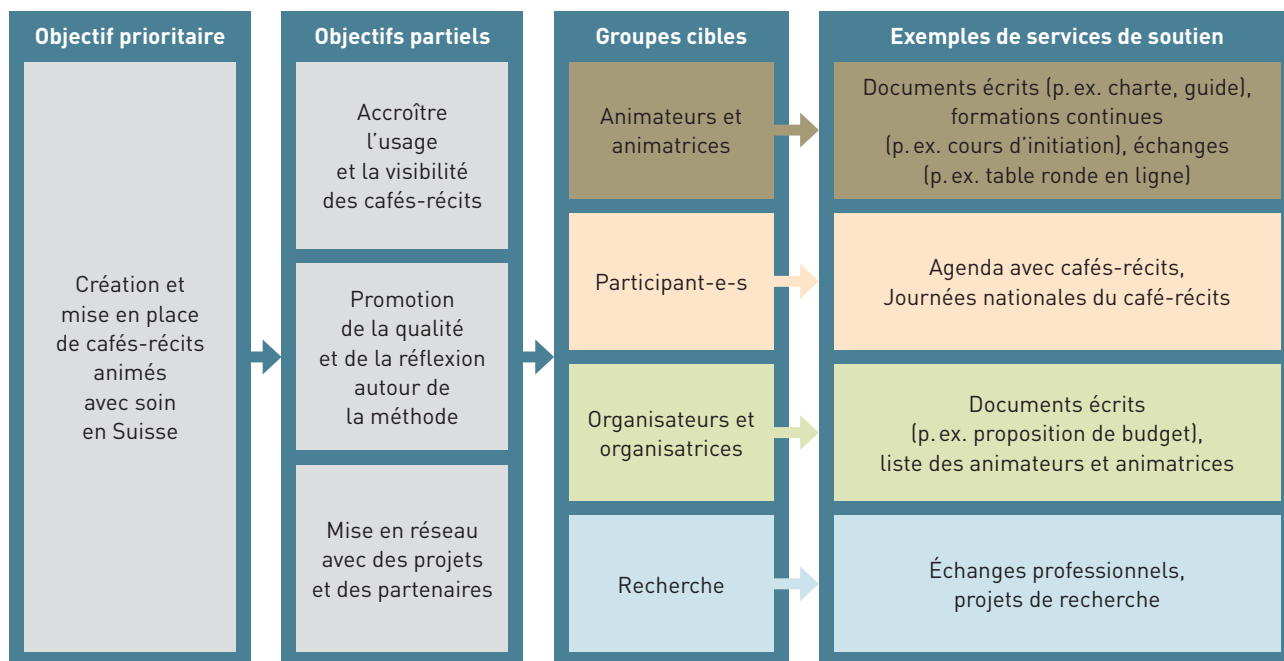 Objectif prioritaire
Création et
mise en place
de cafés-récits
animés
avec soin
en Suisse
Objectifs partiels
Accroître
l'usage
et la visibilité
des cafés-récits
Promotion
de la qualité
et de la réflexion
autour de
la méthode
Mise en réseau
avec des projets
et des partenaires
Groupes cibles
Animateurs et
animatrices
Participant-e-s
Organisateurs et
organisatrices
Recherche
Exemples de services de soutien
Documents écrits (p. ex. charte, guide),
formations continues
(p. ex. cours d'initiation), échanges
(p. ex. table ronde en ligne)
Agenda avec cafés-récits,
Journées nationales du café-récits
Documents écrits
(p. ex. proposition de budget),
liste des animateurs et animatrices
Échanges professionnels,
projets de recherche